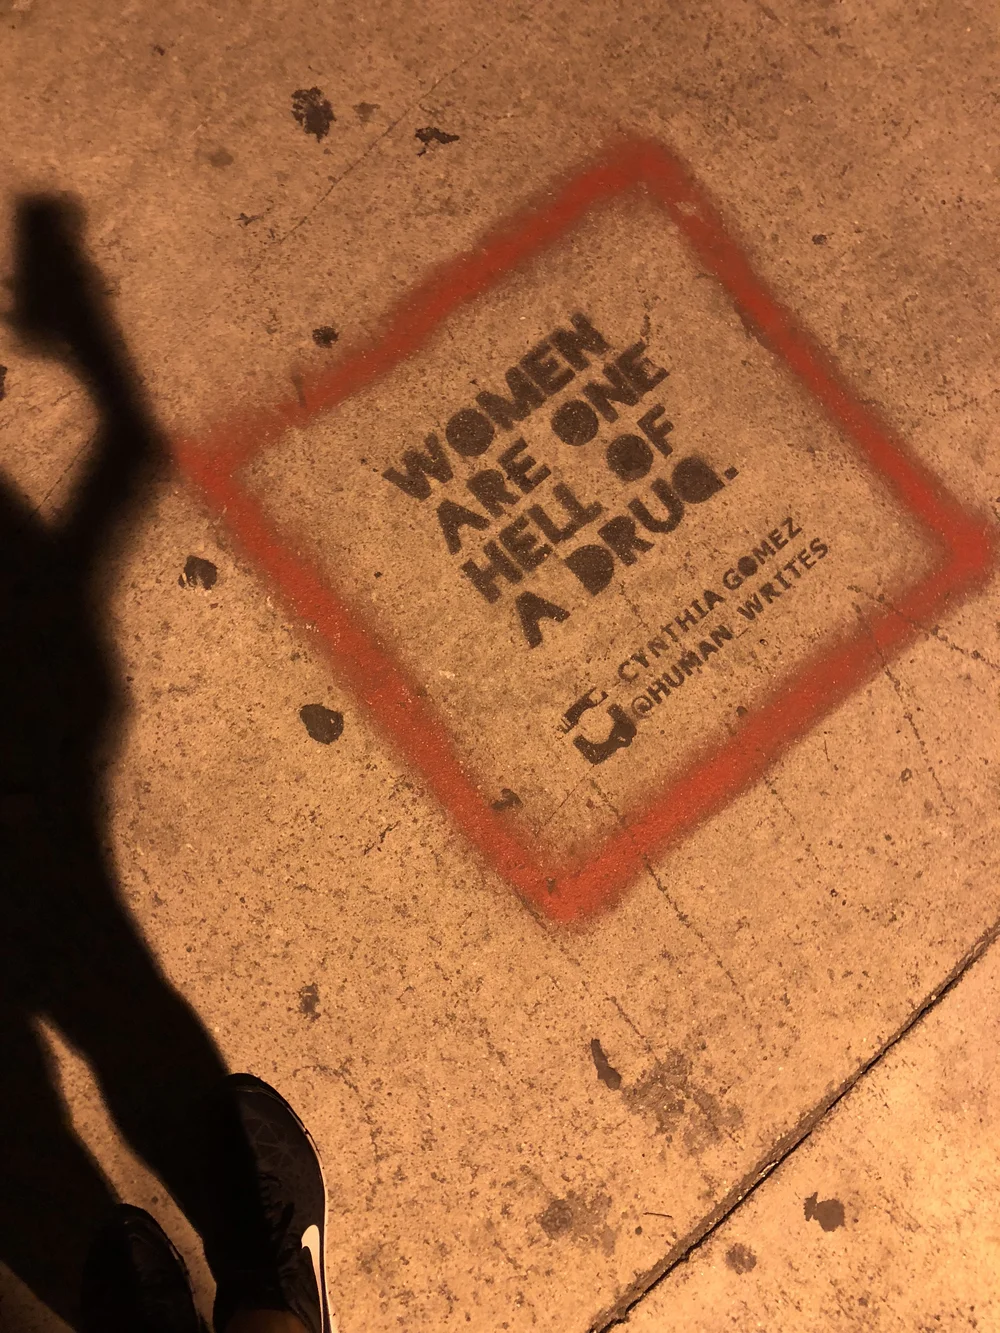 WOMEN
ARE ONE
HELL OF
A DRUG.
CYNTHIA GOMEZ
@HUMAN_WRITES